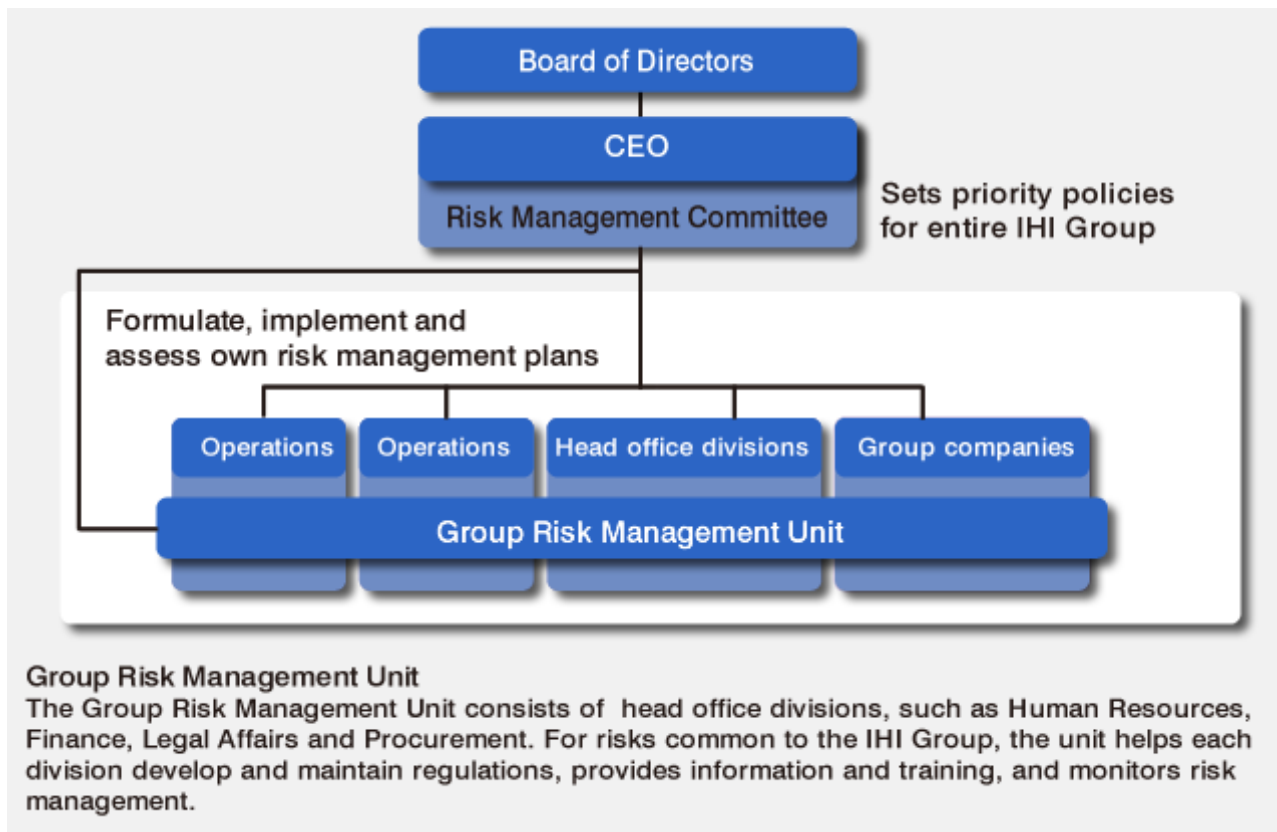 Board of Directors
CEO
Risk Management Committee
Sets priority policies
for entire IHI Group
Formulate, implement and
assess own risk management plans
Operations
Operations
Head office divisions
Group companies
Group Risk Management Unit
Group Risk Management Unit
The Group Risk Management Unit consists of head office divisions, such as Human Resources,
Finance, Legal Affairs and Procurement. For risks common to the IHI Group, the unit helps each
division develop and maintain regulations, provides information and training, and monitors risk
management.